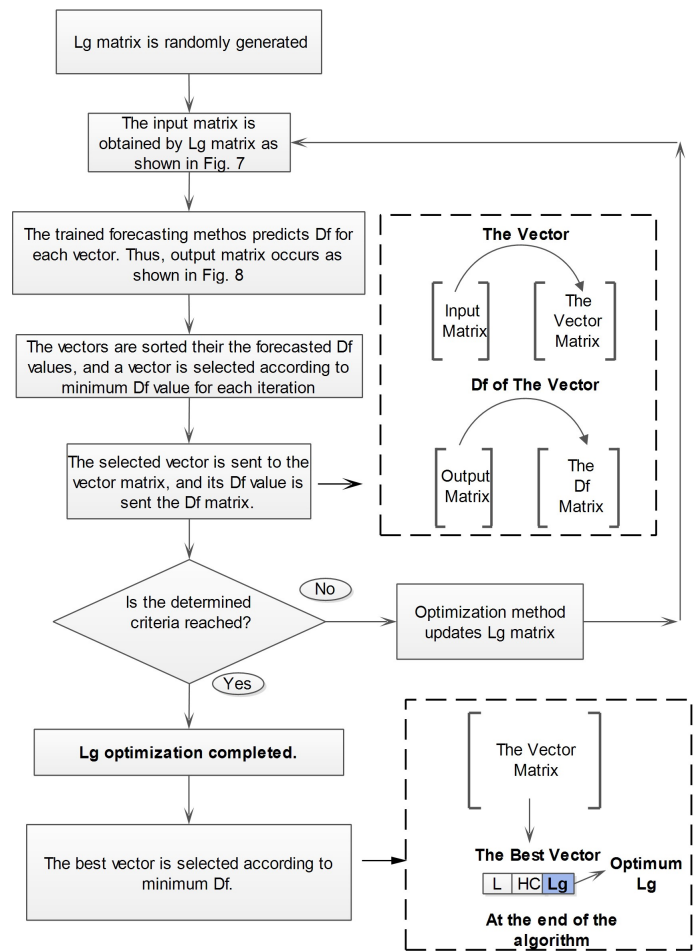 Lg matrix is randomly generated
The input matrix is
obtained by Lg matrix as
shown in Fig. 7
The trained forecasting methos predicts Df for
each vector. Thus, output matrix occurs as
shown in Fig. 8
The vectors are sorted their the forecasted Df
values, and a vector is selected according to
minimum Df value for each iteration
The selected vector is sent to the
vector matrix, and its Df value is
sent the Df matrix.
The Vector
Input
Matrix
The
Vector
Matrix
Df of The Vector
Output
Matrix
The
Df
Matrix
Is the determined
criteria reached?
No
Optimization method
updates Lg matrix
Yes
Lg optimization completed.
The best vector is selected according to
minimum Df.
The Vector
Matrix
The Best Vector
L HC Lg
Optimum
Lg
At the end of the
algorithm